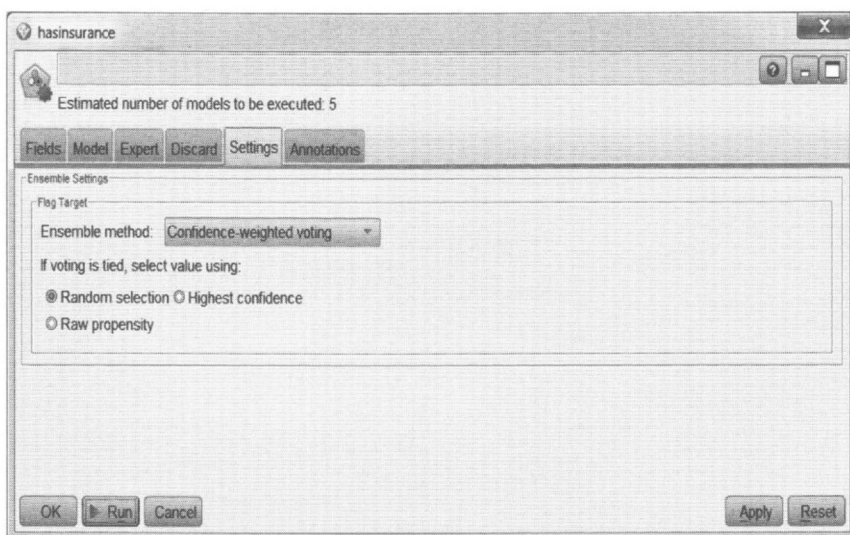 hasinsurance
X
?
Estimated number of models to be executed: 5
Fields Model Expert Discard Settings Annotations
Ensemble Settings
Flag Target
Ensemble method: Confidence-weighted voting
If voting is tied, select value using:
Random selection Highest confidence
Raw propensity
OK Run Cancel Apply Reset